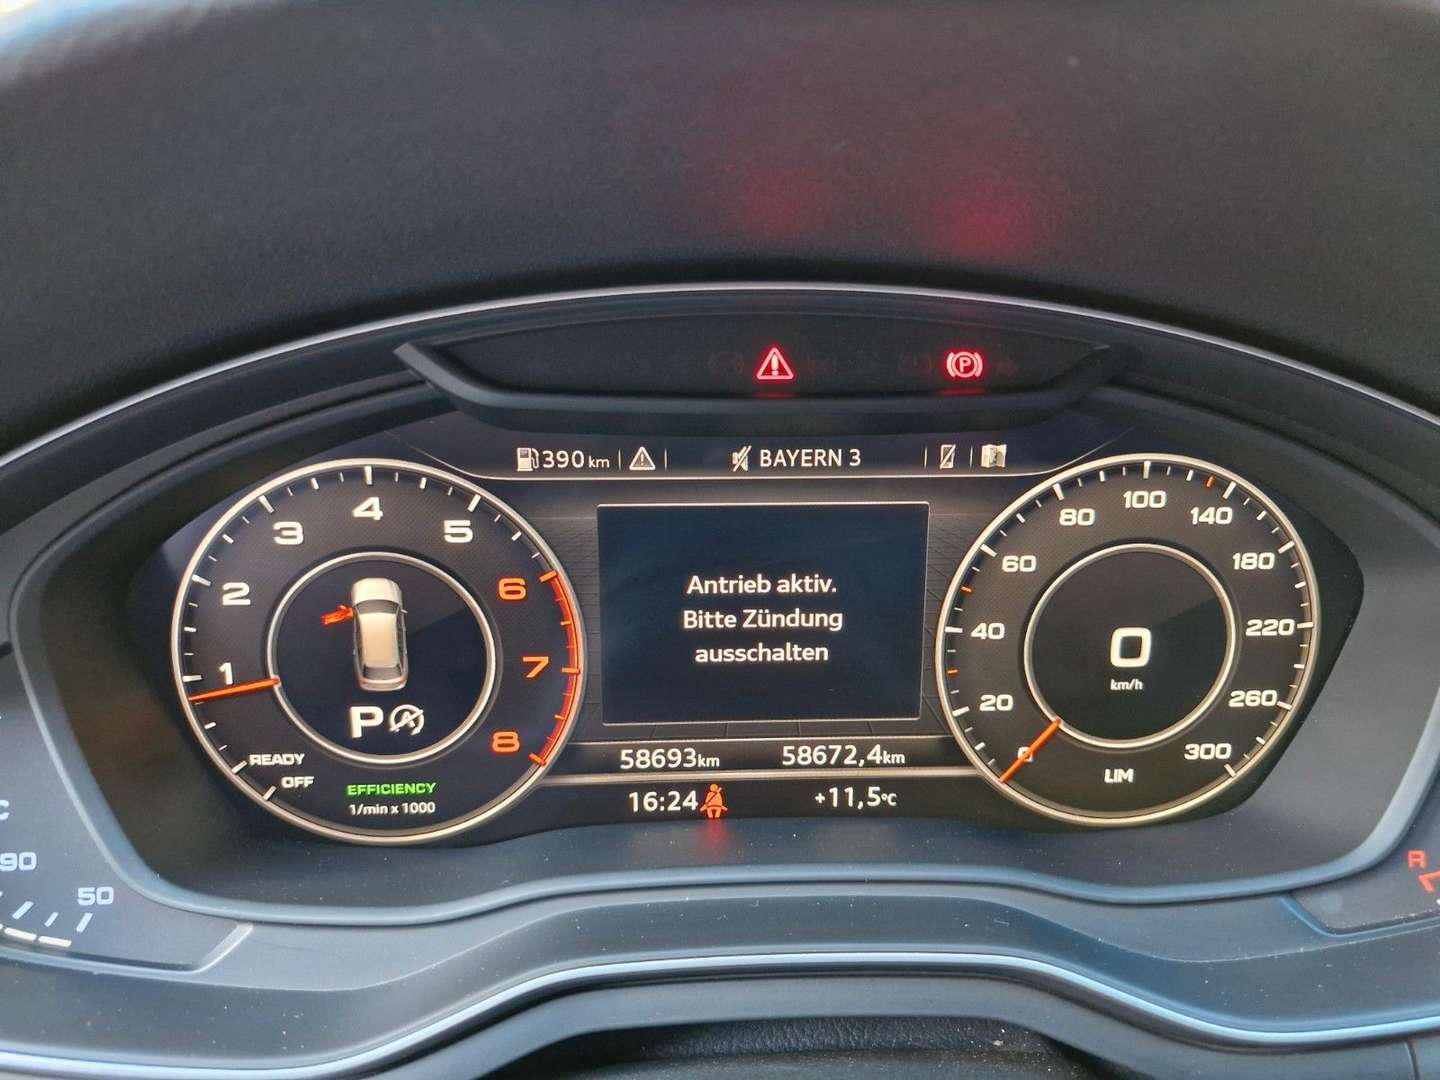 P
390 km
BAYERN 3
1 2 3 4 5 6 7 8
READY
OFF
P A
EFFICIENCY
1/min x 1000
Antrieb aktiv.
Bitte Zündung
ausschalten
58693km 58672,4km
16:24 +11,5°C
0 20 40 60 80 100 140 180 220 260 300
0
km/h
LIM
C
90
50
R